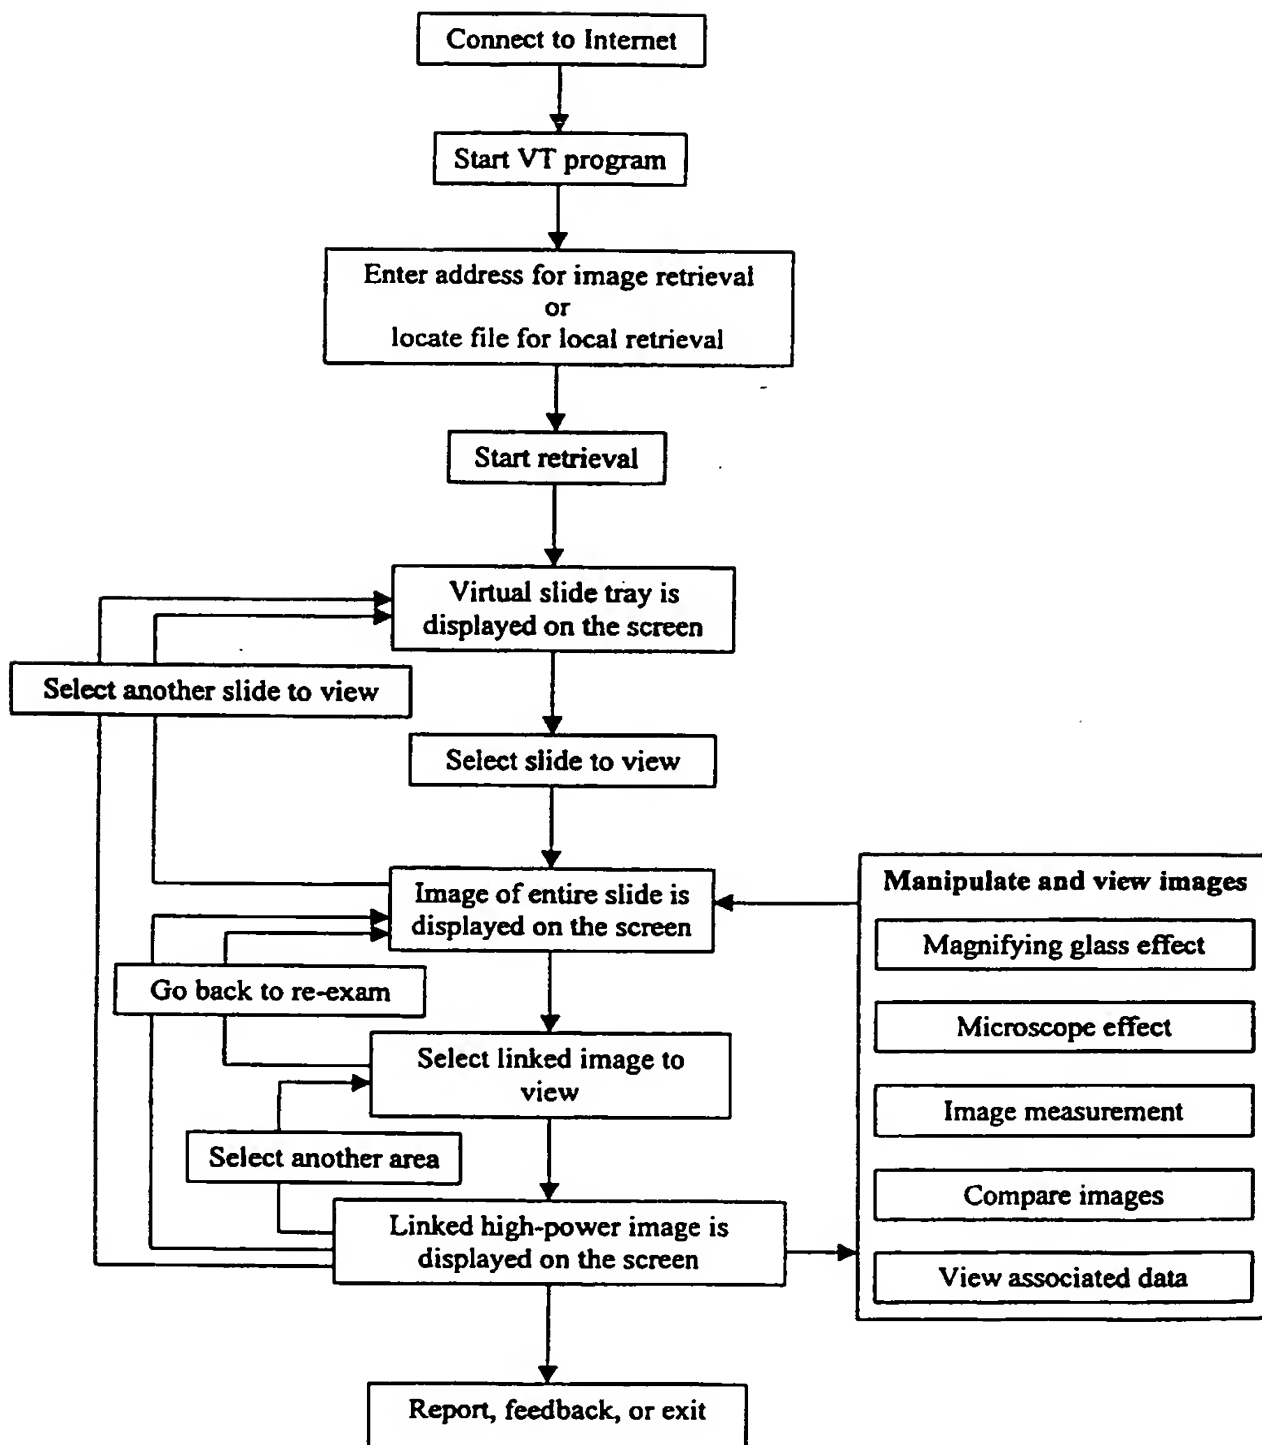 Connect to Internet
Start VT program
Enter address for image retrieval
or
locate file for local retrieval
Start retrieval
Virtual slide tray is
displayed on the screen
Select another slide to view
Select slide to view
Image of entire slide is
displayed on the screen
Go back to re-exam
Select linked image to
view
Select another area
Linked high-power image is
displayed on the screen
Report, feedback, or exit
Manipulate and view images
Magnifying glass effect
Microscope effect
Image measurement
Compare images
View associated data